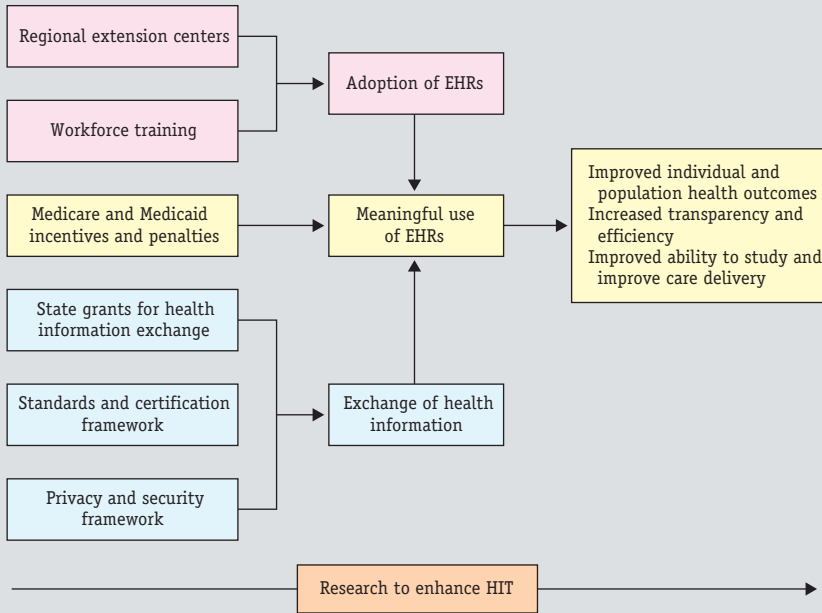 Regional extension centers
Workforce training
Adoption of EHRs
Medicare and Medicaid
incentives and penalties
Meaningful use
of EHRs
Improved individual and
population health outcomes
Increased transparency and
efficiency
Improved ability to study and
improve care delivery
State grants for health
information exchange
Standards and certification
framework
Privacy and security
framework
Exchange of health
information
Research to enhance HIT